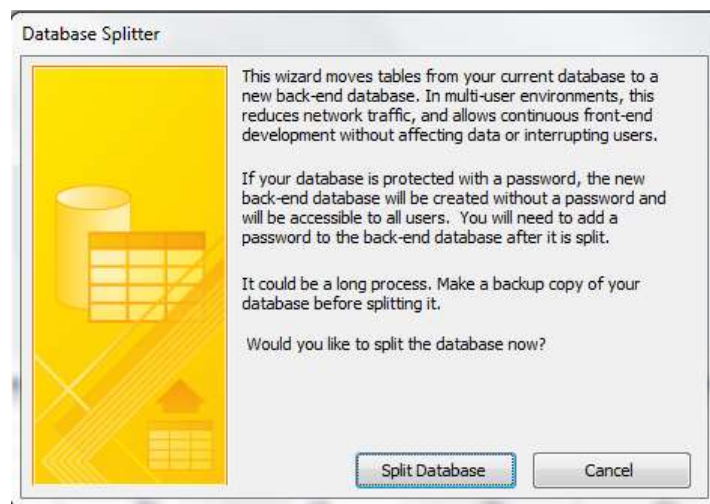 Database Splitter
This wizard moves tables from your current database to a
new back-end database. In multi-user environments, this
reduces network traffic, and allows continuous front-end
development without affecting data or interrupting users.
If your database is protected with a password, the new
back-end database will be created without a password and
will be accessible to all users.  You will need to add a
password to the back-end database after it is split.
It could be a long process. Make a backup copy of your
database before splitting it.
Would you like to split the database now?
Split Database
Cancel